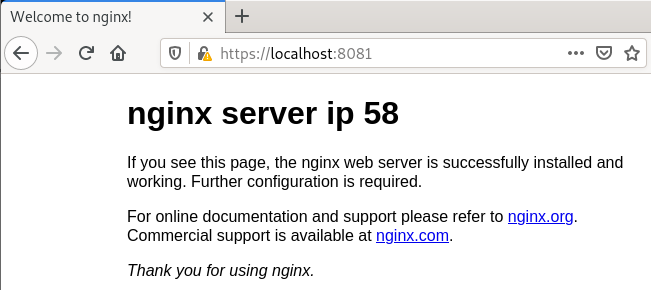 Welcome to nginx!
https://localhost:8081
nginx server ip 58
If you see this page, the nginx web server is successfully installed and
working. Further configuration is required.
For online documentation and support please refer to nginx.org.
Commercial support is available at nginx.com.
Thank you for using nginx.